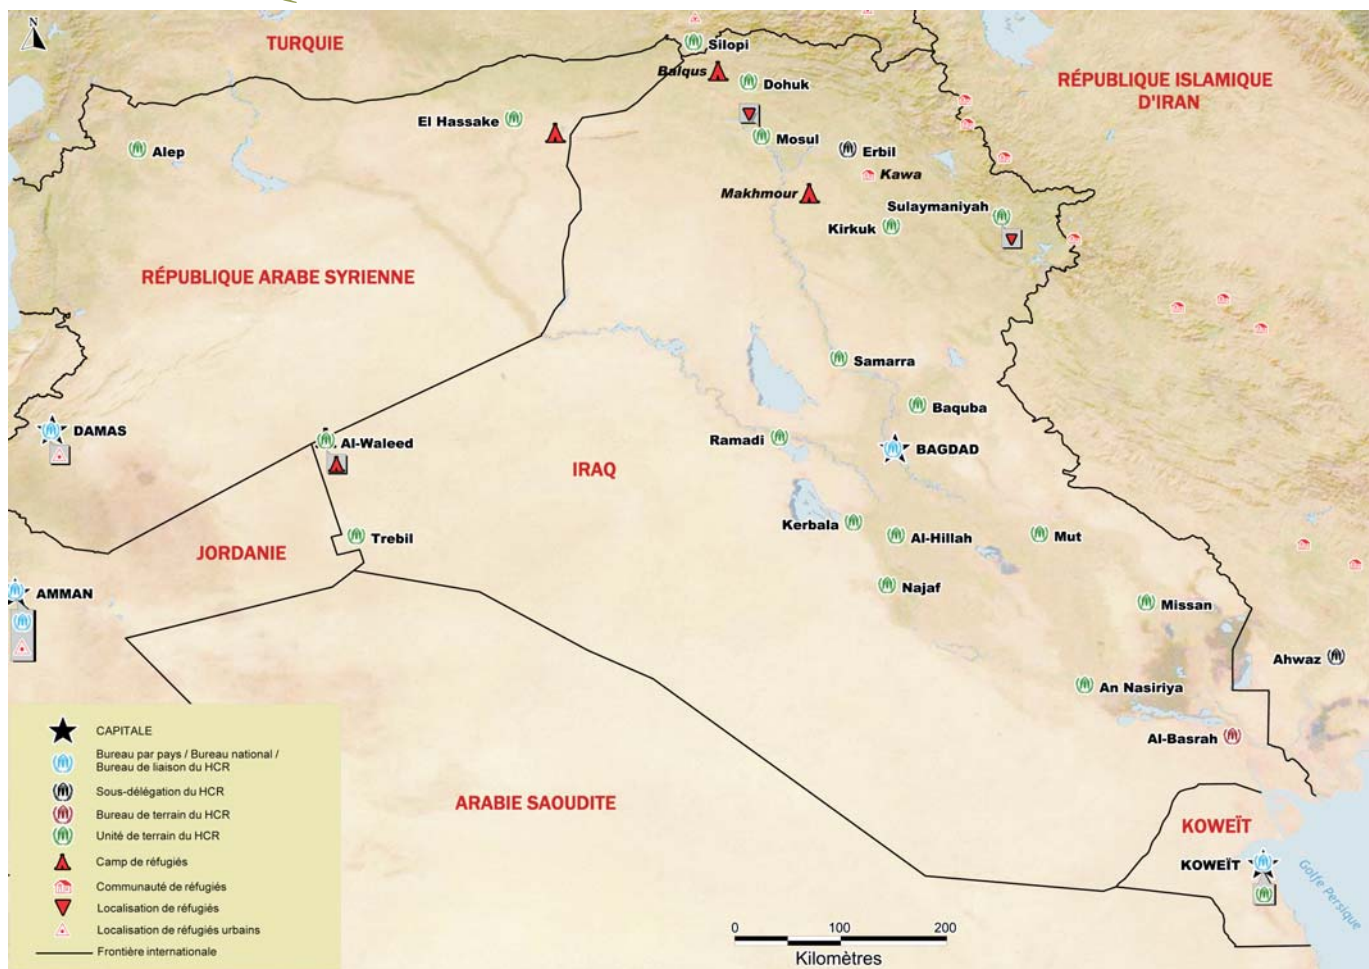 N
TURQUIE
Silopi
Balqus
Dohuk
RÉPUBLIQUE ISLAMIQUE
D'IRAN
El Hassake
Alep
Mosul
Erbil
Kawa
Makhmour
Sulaymaniyah
Kirkuk
RÉPUBLIQUE ARABE SYRIENNE
Samarra
Baquba
DAMAS
Al-Waleed
Ramadi
BAGDAD
IRAQ
Kerbala
Al-Hillah
Mut
Trebil
JORDANIE
AMMAN
Najaf
Missan
Ahwaz
An Nasiriya
Al-Basrah
ARABIE SAOUDITE
KOWEÏT
KOWEÏT
Golfe Persique
CAPITALE
Bureau par pays / Bureau national /
Bureau de liaison du HCR
Sous-délégation du HCR
Bureau de terrain du HCR
Unité de terrain du HCR
Camp de réfugiés
Communauté de réfugiés
Localisation de réfugiés
Localisation de réfugiés urbains
Frontière internationale
0 100 200
Kilomètres